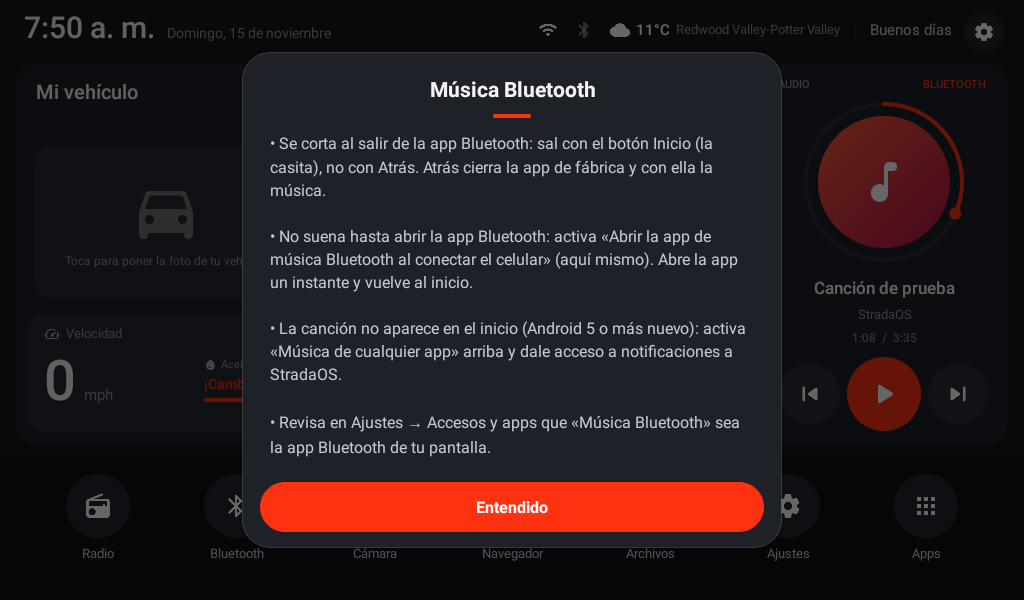 7:50 a. m.
Domingo, 15 de noviembre
11°C
Redwood Valley-Potter Valley
Buenos días
Mi vehículo
Música Bluetooth
BLUETOOTH
• Se corta al salir de la app Bluetooth: sal con el botón Inicio (la
casita), no con Atrás. Atrás cierra la app de fábrica y con ella la
música.
• No suena hasta abrir la app Bluetooth: activa «Abrir la app de
música Bluetooth al conectar el celular» (aquí mismo). Abre la app
un instante y vuelve al inicio.
• La canción no aparece en el inicio (Android 5 o más nuevo): activa
«Música de cualquier app» arriba y dale acceso a notificaciones a
StradaOS.
• Revisa en Ajustes → Accesos y apps que «Música Bluetooth» sea
la app Bluetooth de tu pantalla.
Entendido
Toca para poner la foto de tu
Velocidad
0 mph
Canción de prueba
StradaOS
1:08 / 3:35
Radio
Bluetooth
Cámara
Navegador
Archivos
Ajustes
Apps